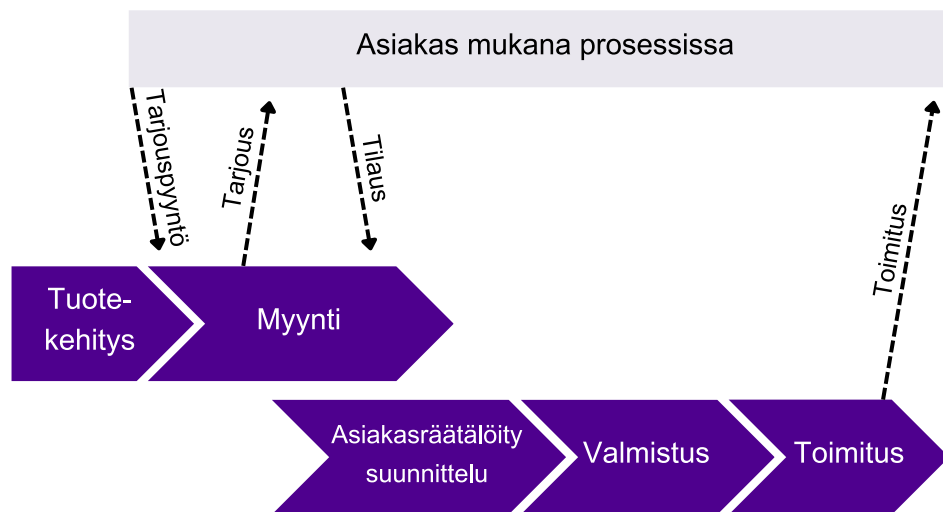 Asiakas mukana prosessissa
Tarjouspyyntö
Tarjous
Tilaus
Toimitus
Tuote-
kehitys
Myynti
Asiakasräätälöity
suunnittelu
Valmistus
Toimitus